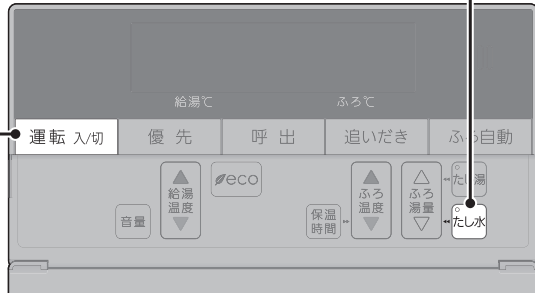 給湯℃ ふろ℃
運転 入/切 優先 呼出 追いだき ふろ自動
音量
給湯
温度
eco
保温
時間
ふろ
温度
ふろ
湯量
たし湯
たし水